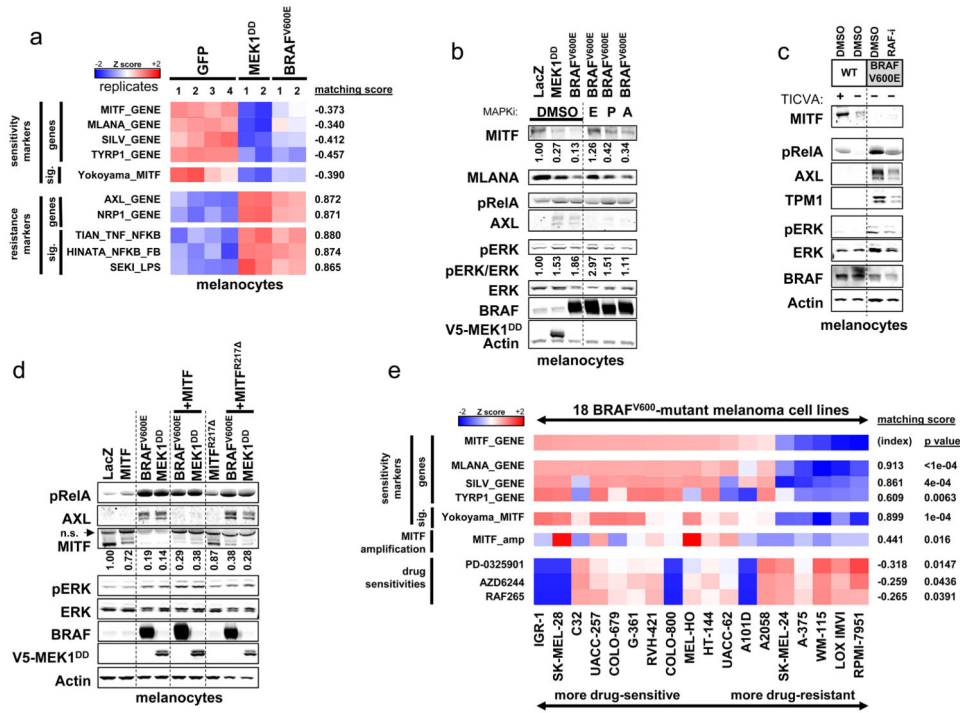 a
-2 Z score +2
GFP
MEK1DD
BRAFV600E
replicates
1 2 3 4 1 2 1 2 matching score
sensitivity markers
genes
MITF_GENE -0.373
MLANA_GENE -0.340
SILV_GENE -0.412
TYRP1_GENE -0.457
sig.
Yokoyama_MITF -0.390
resistance markers
genes
AXL_GENE 0.872
NRP1_GENE 0.871
sig.
TIAN_TNF_NFKB 0.880
HINATA_NFKB_FB 0.874
SEKI_LPS 0.865
melanocytes
b
LacZ MEK1DD BRAFV600E BRAFV600E BRAFV600E BRAFV600E
MAPKi: DMSO E P A
MITF
1.00 0.27 0.13 1.26 0.42 0.34
MLANA
pRelA
AXL
pERK
pERK/ERK 1.00 1.53 1.86 2.97 1.51 1.11
ERK
BRAF
V5-MEK1DD
Actin
melanocytes
c
DMSO DMSO DMSO RAF-i
WT BRAF V600E
TICVA: + − − −
MITF
pRelA
AXL
TPM1
pERK
ERK
BRAF
Actin
melanocytes
d
+MITF +MITFR217Δ
LacZ MITF BRAFV600E MEK1DD BRAFV600E MEK1DD MITFR217Δ BRAFV600E MEK1DD
pRelA
AXL
n.s.
MITF
1.00 0.72 0.19 0.14 0.29 0.38 0.87 0.38 0.28
pERK
ERK
BRAF
V5-MEK1DD
Actin
melanocytes
e
-2 Z score +2
18 BRAFV600-mutant melanoma cell lines
matching score
sensitivity markers
genes
MITF_GENE (index) p value
MLANA_GENE 0.913 <1e-04
SILV_GENE 0.861 4e-04
TYRP1_GENE 0.609 0.0063
sig.
Yokoyama_MITF 0.899 1e-04
MITF amplification
MITF_amp 0.441 0.016
drug sensitivities
PD-0325901 -0.318 0.0147
AZD6244 -0.259 0.0436
RAF265 -0.265 0.0391
IGR-1 SK-MEL-28 C32 UACC-257 COLO-679 G-361 RVH-421 COLO-800 MEL-HO HT-144 UACC-62 A101D A2058 SK-MEL-24 A-375 WM-115 LOX IMVI RPMI-7951
more drug-sensitive more drug-resistant